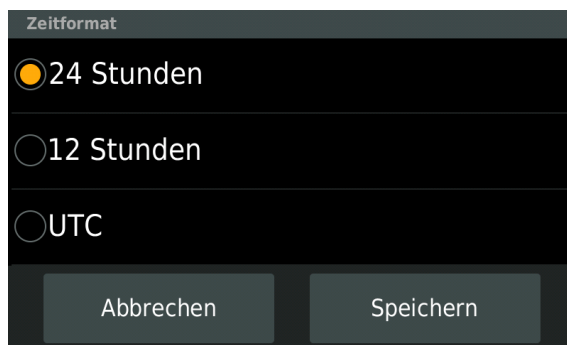 Zeitformat
24 Stunden
12 Stunden
UTC
Abbrechen
Speichern